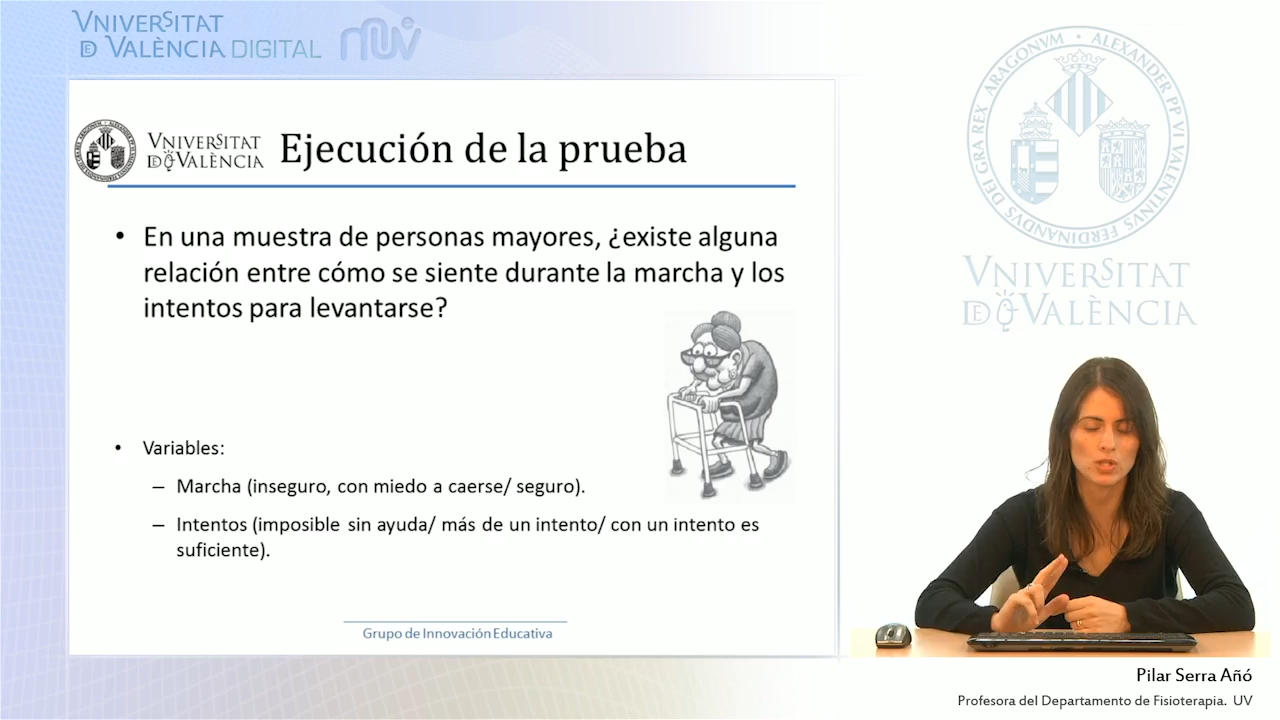 VNIVERSITAT
DE VALÈNCIA DIGITAL
VNIVERSITAT
DE VALÈNCIA
Ejecución de la prueba
• En una muestra de personas mayores, ¿existe alguna
relación entre cómo se siente durante la marcha y los
intentos para levantarse?
• Variables:
– Marcha (inseguro, con miedo a caerse/ seguro).
– Intentos (imposible sin ayuda/ más de un intento/ con un intento es
suficiente).
Grupo de Innovación Educativa
VNIVERSITAT
DE VALÈNCIA
Pilar Serra Añó
Profesora del Departamento de Fisioterapia. UV